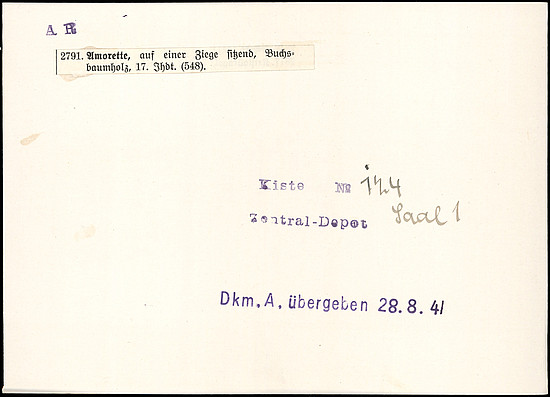 A R
2791. Amorette, auf einer Ziege sitzend, Buchs-
baumholz, 17. Jhdt. (548).
Kiste № 124
Zentral-Depot Saal 1
Dkm. A. übergeben 28. 8. 41